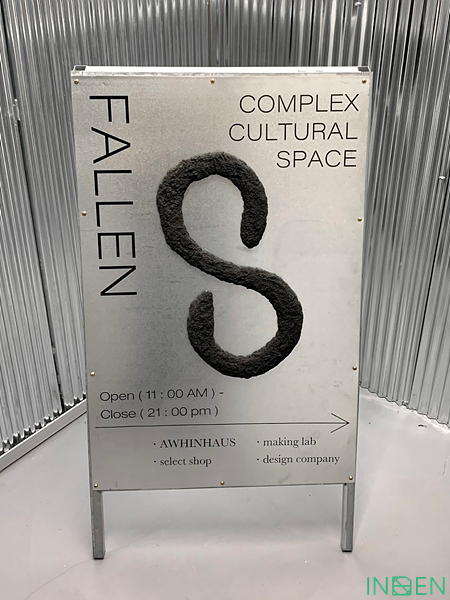 FALLEN
COMPLEX
CULTURAL
SPACE
S
Open ( 11 : 00 AM ) -
Close ( 21 : 00 pm )
· AWHINHAUS
· making lab
· select shop
· design company